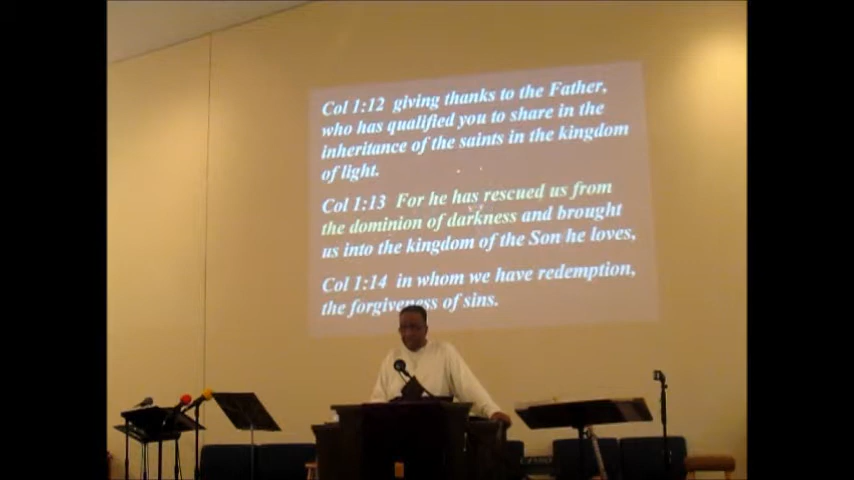 Col 1:12 giving thanks to the Father,
who has qualified you to share in the
inheritance of the saints in the kingdom
of light.
Col 1:13 For he has rescued us from
the dominion of darkness and brought
us into the kingdom of the Son he loves,
Col 1:14 in whom we have redemption,
the forgiveness of sins.